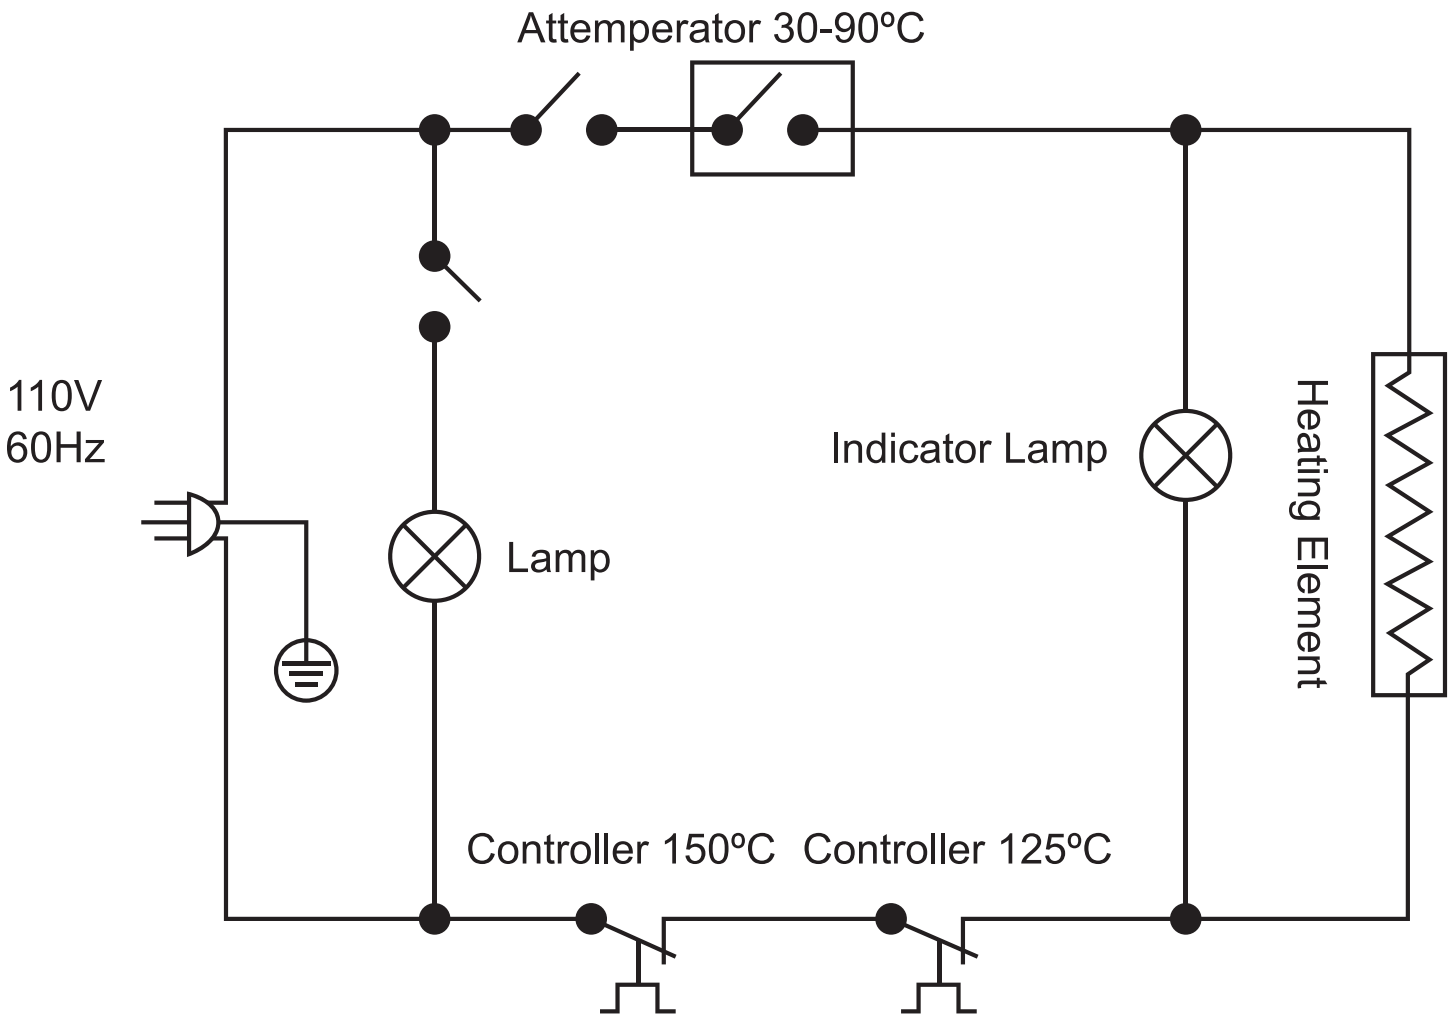 Attemperator 30-90ºC
110V
60Hz
Indicator Lamp
Heating Element
Lamp
Controller 150ºC
Controller 125ºC